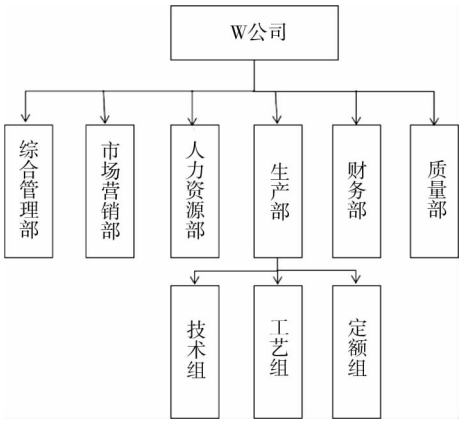 W公司
综合管理部
市场营销部
人力资源部
生产部
财务部
质量部
技术组
工艺组
定额组